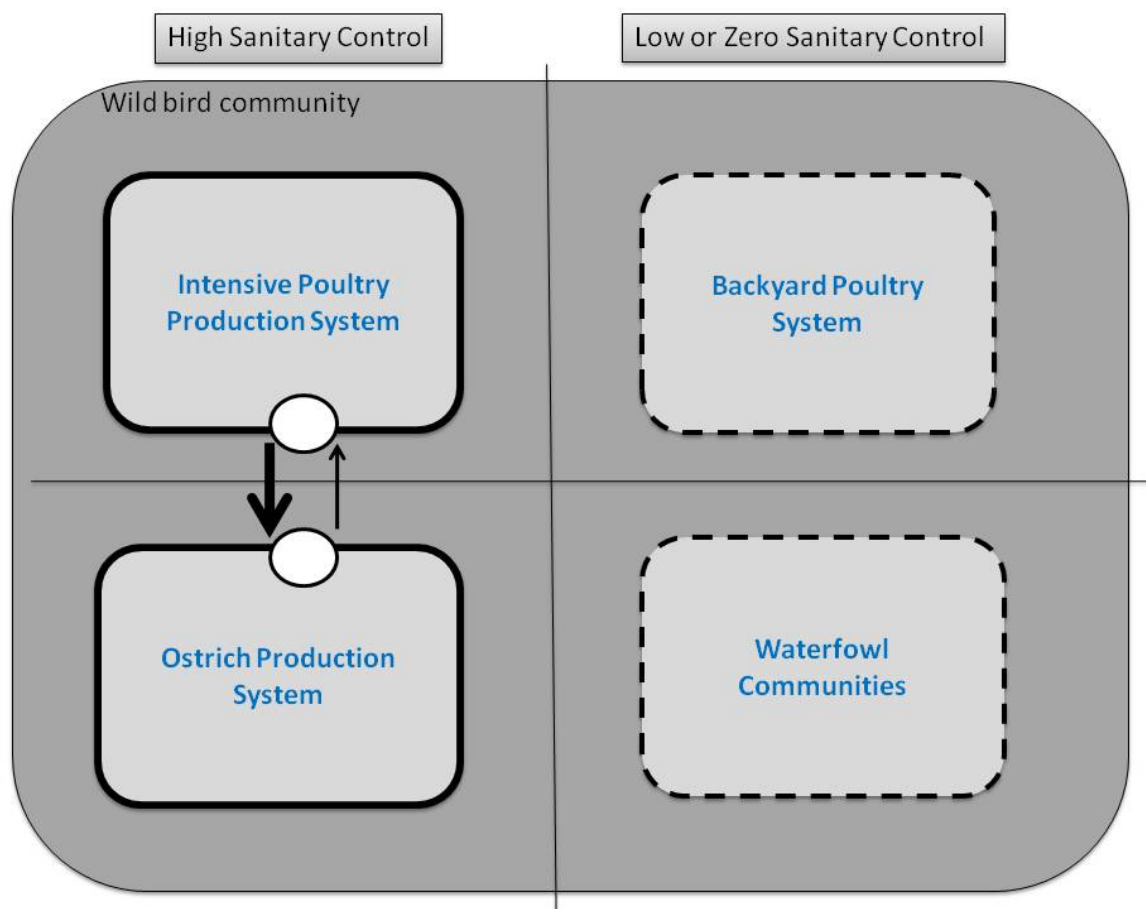 High Sanitary Control
Low or Zero Sanitary Control
Wild bird community
Intensive Poultry
Production System
Backyard Poultry
System
Ostrich Production
System
Waterfowl
Communities